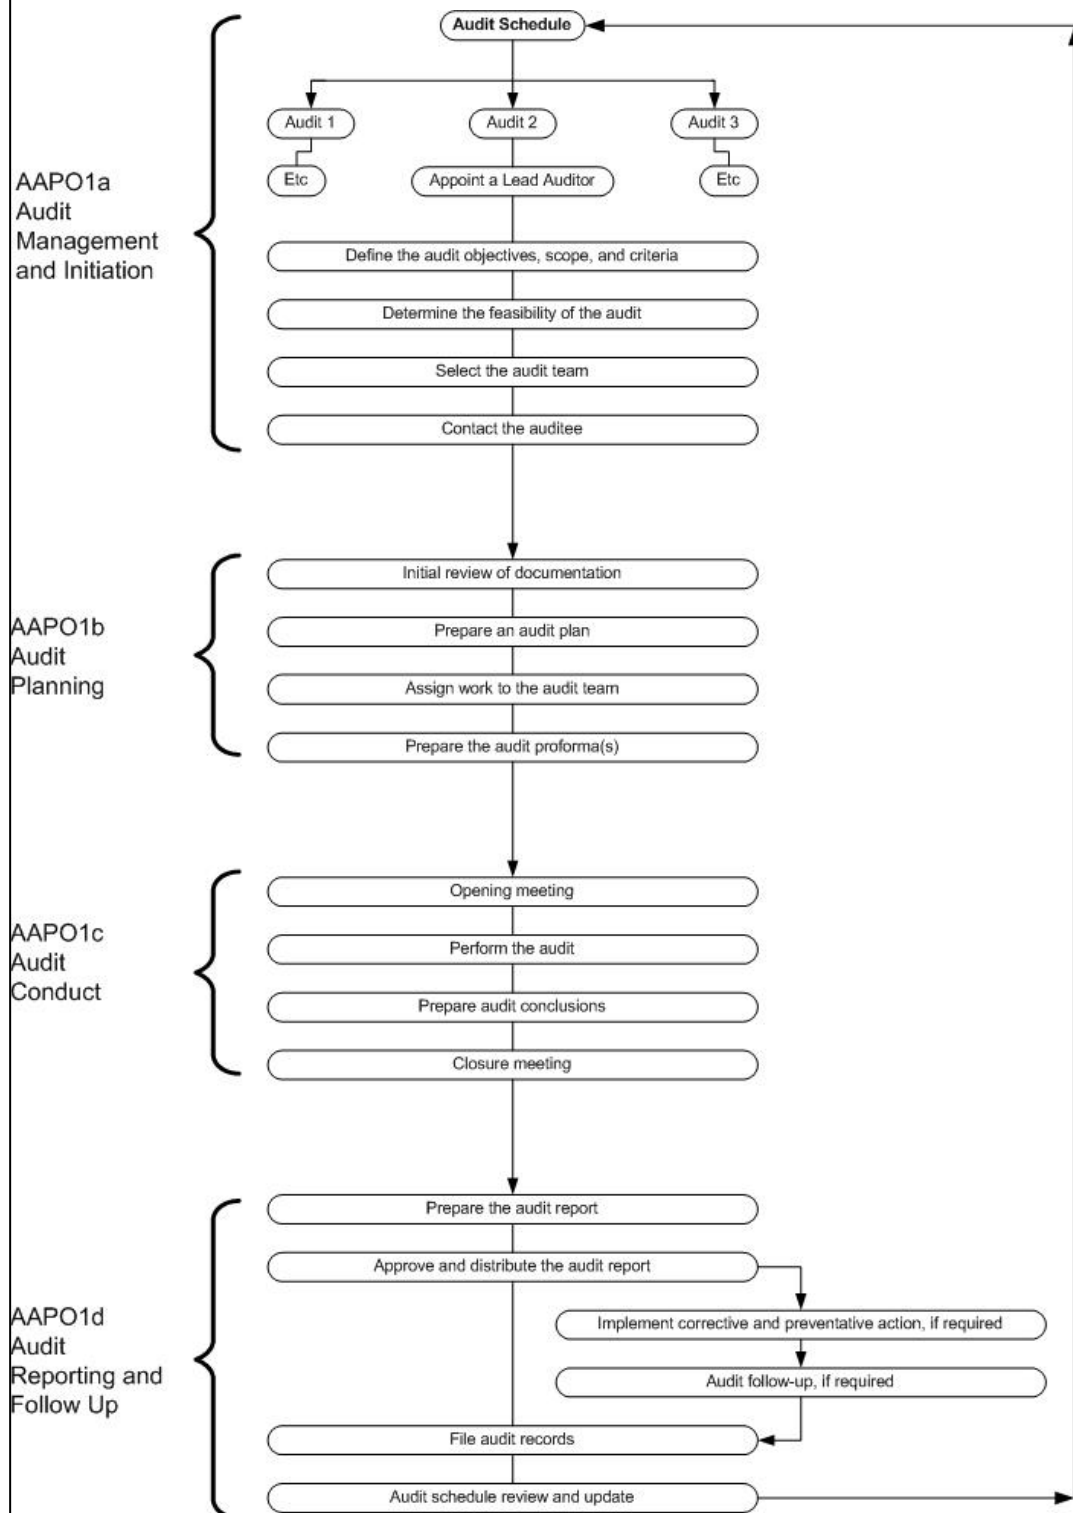 Audit Schedule
Audit 1
Audit 2
Audit 3
Etc
Appoint a Lead Auditor
Etc
AAPO1a
Audit
Management
and Initiation
Define the audit objectives, scope, and criteria
Determine the feasibility of the audit
Select the audit team
Contact the auditee
AAPO1b
Audit
Planning
Initial review of documentation
Prepare an audit plan
Assign work to the audit team
Prepare the audit proforma(s)
AAPO1c
Audit
Conduct
Opening meeting
Perform the audit
Prepare audit conclusions
Closure meeting
AAPO1d
Audit
Reporting and
Follow Up
Prepare the audit report
Approve and distribute the audit report
Implement corrective and preventative action, if required
Audit follow-up, if required
File audit records
Audit schedule review and update